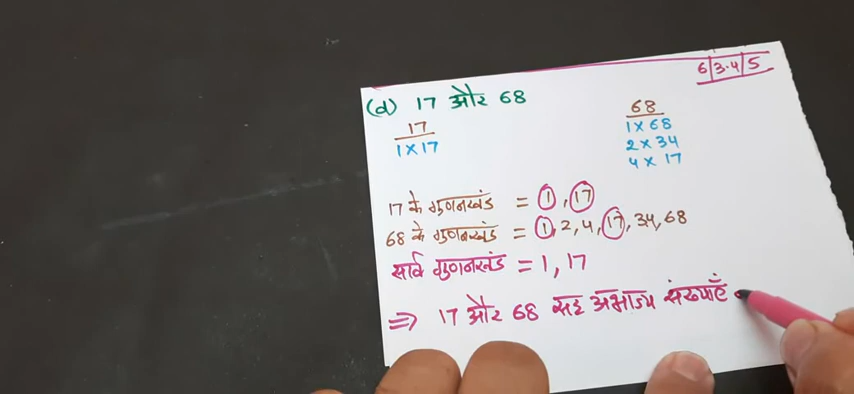 6|3.4|5
(d) 17 और 68
17
1×17
68
1×68
2×34
4×17
17 के गुणनखंड = 1, 17
68 के गुणनखंड = 1, 2, 4, 17, 34, 68
सार्व गुणनखंड = 1, 17
⇒ 17 और 68 सह अभाज्य संख्याएँ